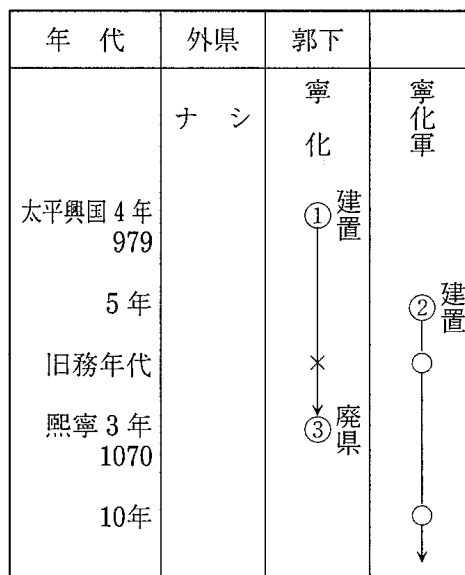 年 代
外県
郭下
ナ シ
寧化
寧化軍
太平興国4年
979
① 建置
5年
② 建置
旧務年代
×
○
熙寧3年
1070
③ 廃県
10年
○